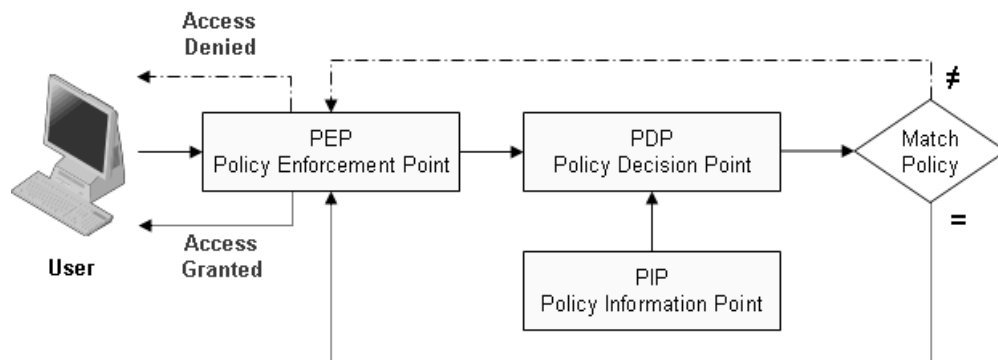 Access
Denied
≠
PEP
Policy Enforcement Point
PDP
Policy Decision Point
Match
Policy
=
Access
Granted
User
PIP
Policy Information Point